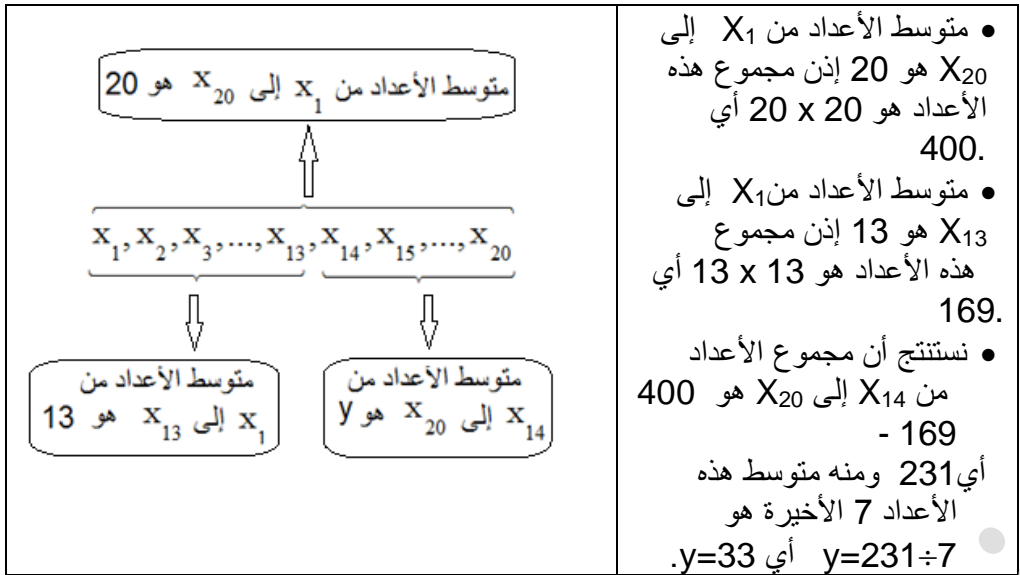 • متوسط الأعداد من X₁ إلى
X₂₀ هو 20 إذن مجموع هذه
الأعداد هو 20 x 20 أي
400.
• متوسط الأعداد من X₁ إلى
X₁₃ هو 13 إذن مجموع
هذه الأعداد هو 13 x 13 أي
169.
• نستنتج أن مجموع الأعداد
من X₁₄ إلى X₂₀ هو 400
- 169
أي 231 ومنه متوسط هذه
الأعداد 7 الأخيرة هو
y=231÷7 أي y=33.
متوسط الأعداد من x₁ إلى x₂₀ هو 20
x₁, x₂, x₃, ..., x₁₃, x₁₄, x₁₅, ..., x₂₀
متوسط الأعداد من
x₁₄ إلى x₂₀ هو y
متوسط الأعداد من
x₁ إلى x₁₃ هو 13